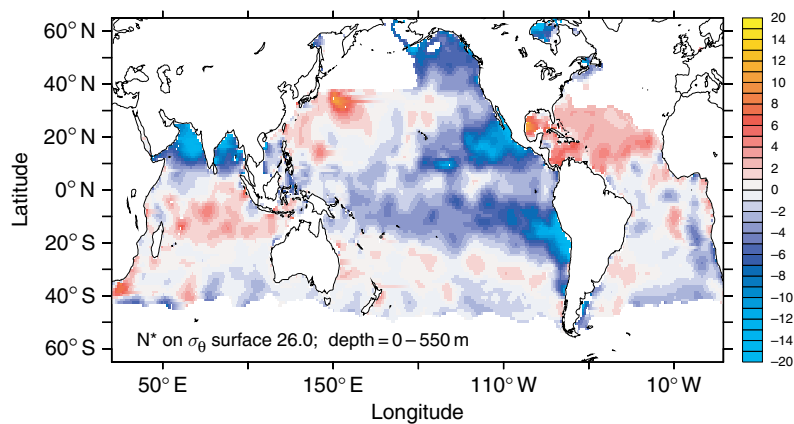 60° N
40° N
20° N
0° N
20° S
40° S
60° S
Latitude
N* on σθ surface 26.0; depth = 0 – 550 m
50° E
150° E
110° W
10° W
Longitude
20
14
12
10
8
6
4
2
0
−2
−4
−6
−8
−10
−12
−14
−20